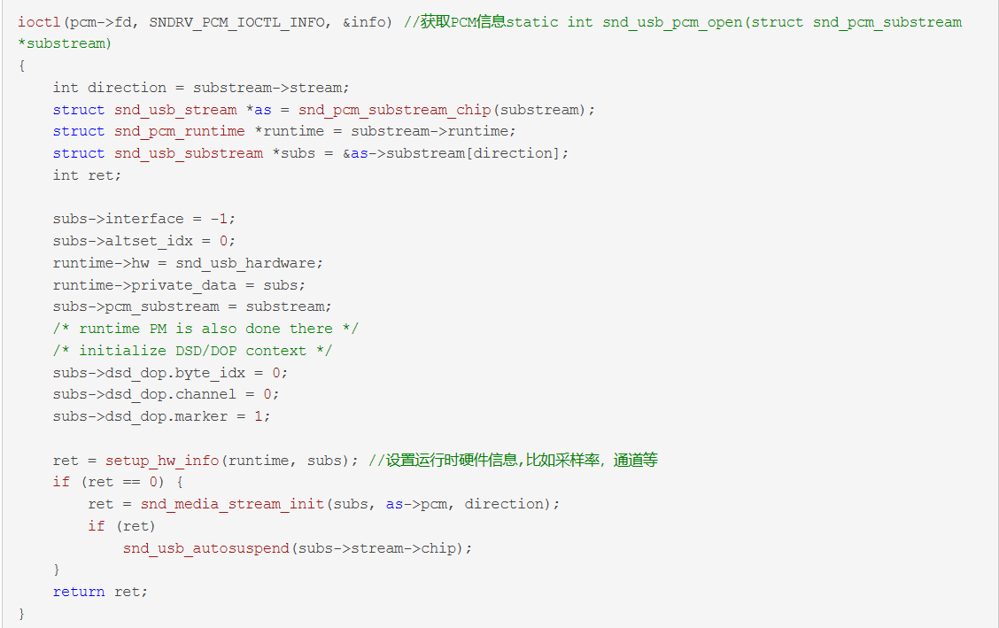 ioctl(pcm->fd, SNDRV_PCM_IOCTL_INFO, &info) //获取PCM信息static int snd_usb_pcm_open(struct snd_pcm_substream
*substream)
{
    int direction = substream->stream;
    struct snd_usb_stream *as = snd_pcm_substream_chip(substream);
    struct snd_pcm_runtime *runtime = substream->runtime;
    struct snd_usb_substream *subs = &as->substream[direction];
    int ret;

    subs->interface = -1;
    subs->altset_idx = 0;
    runtime->hw = snd_usb_hardware;
    runtime->private_data = subs;
    subs->pcm_substream = substream;
    /* runtime PM is also done there */
    /* initialize DSD/DOP context */
    subs->dsd_dop.byte_idx = 0;
    subs->dsd_dop.channel = 0;
    subs->dsd_dop.marker = 1;

    ret = setup_hw_info(runtime, subs); //设置运行时硬件信息,比如采样率，通道等
    if (ret == 0) {
        ret = snd_media_stream_init(subs, as->pcm, direction);
        if (ret)
            snd_usb_autosuspend(subs->stream->chip);
    }
    return ret;
}